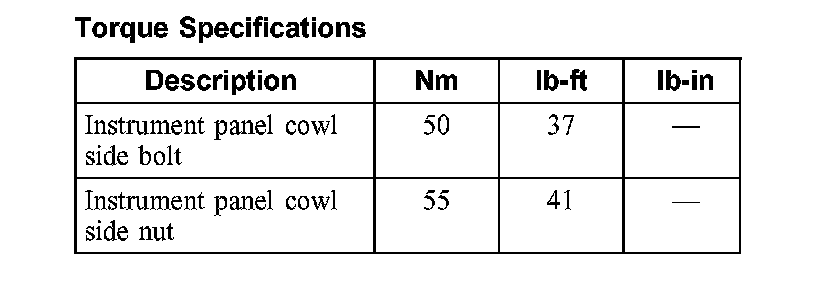 Torque Specifications
Description Nm lb-ft lb-in
Instrument panel cowl 50 37 —
side bolt
Instrument panel cowl 55 41 —
side nut